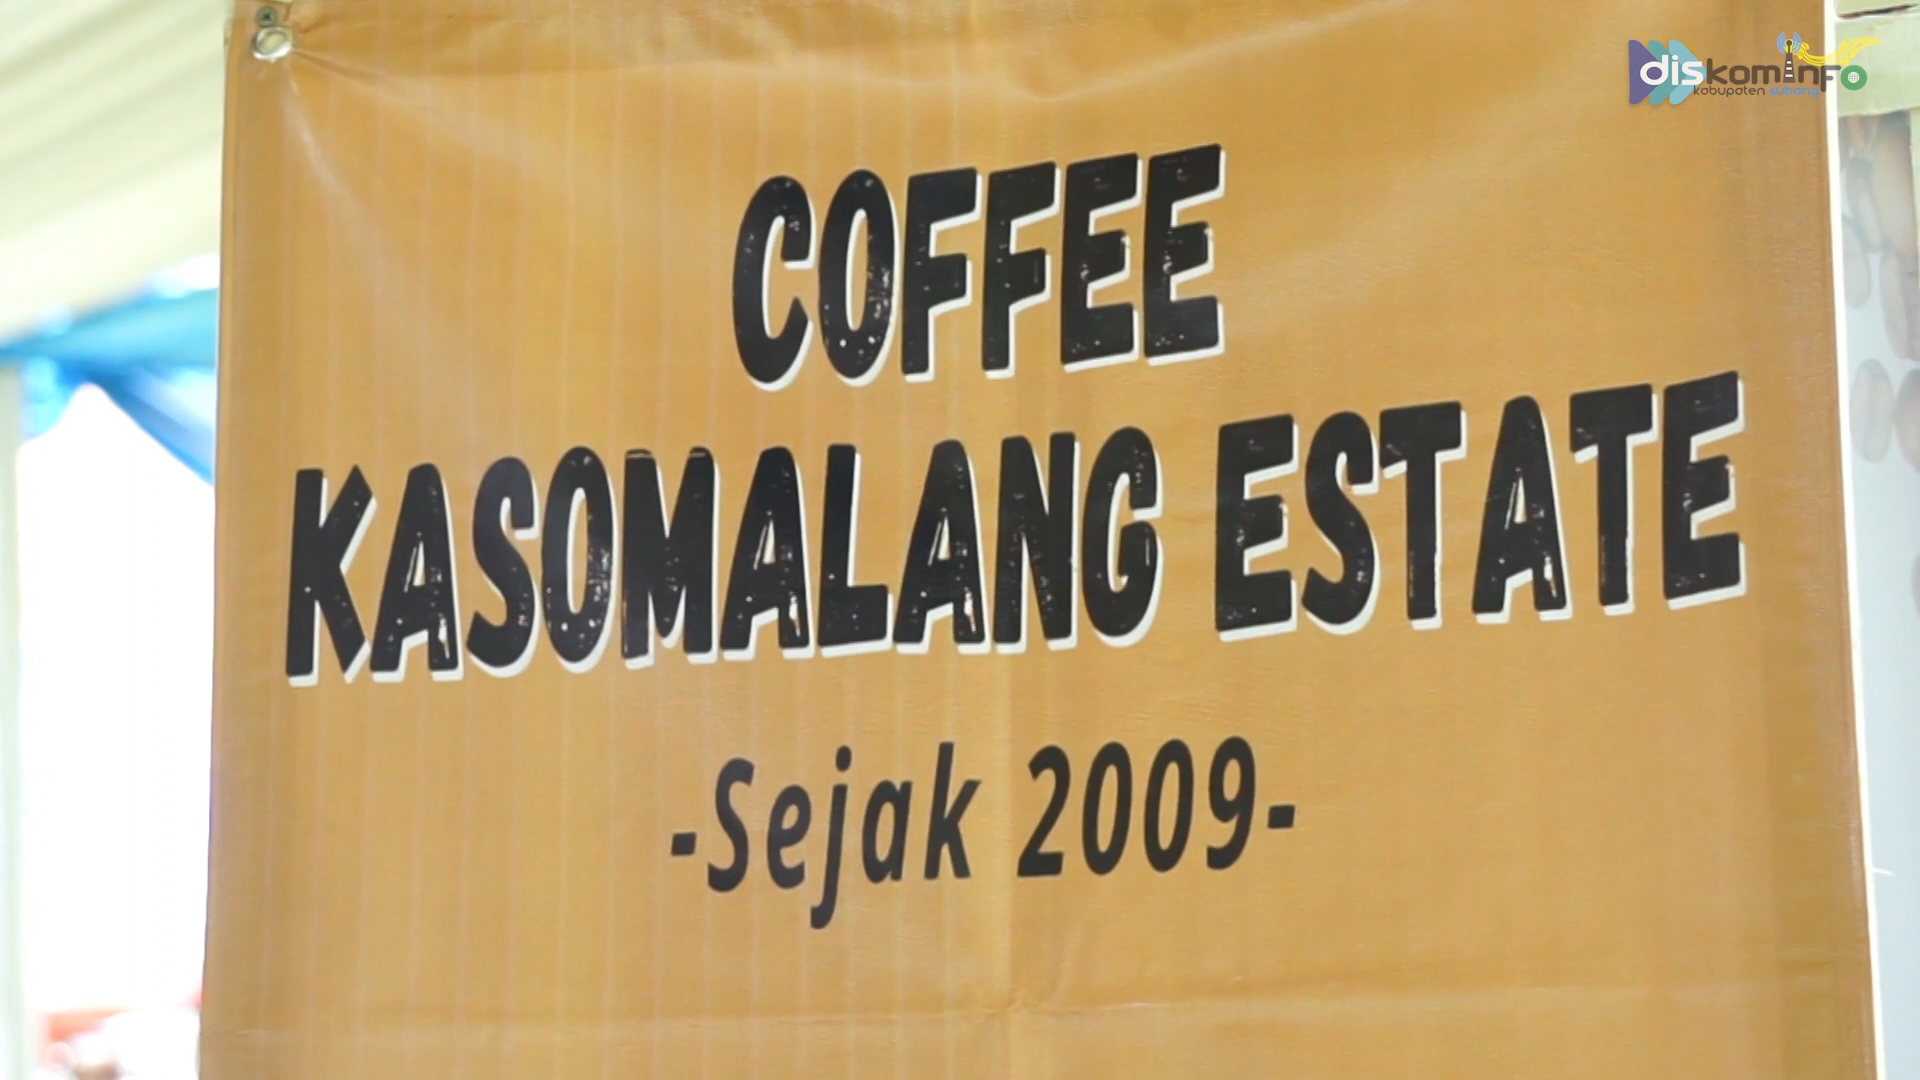 diskominfo
kabupaten subang
COFFEE
KASOMALANG ESTATE
-Sejak 2009-